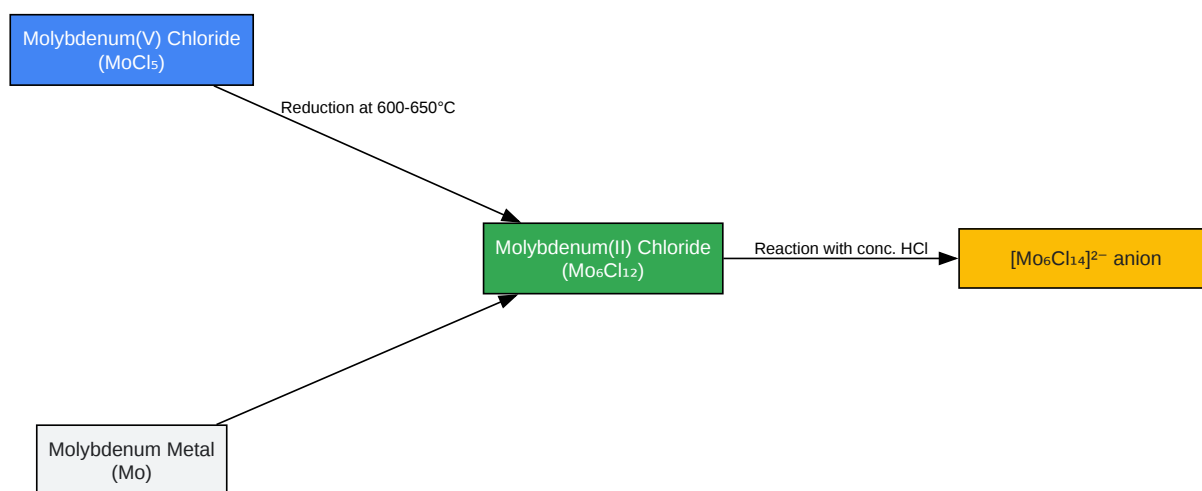 Molybdenum(V) Chloride
(MoCl₅)
Reduction at 600-650°C
Molybdenum(II) Chloride
(Mo₆Cl₁₂)
Reaction with conc. HCl
[Mo₆Cl₁₄]²⁻ anion
Molybdenum Metal
(Mo)